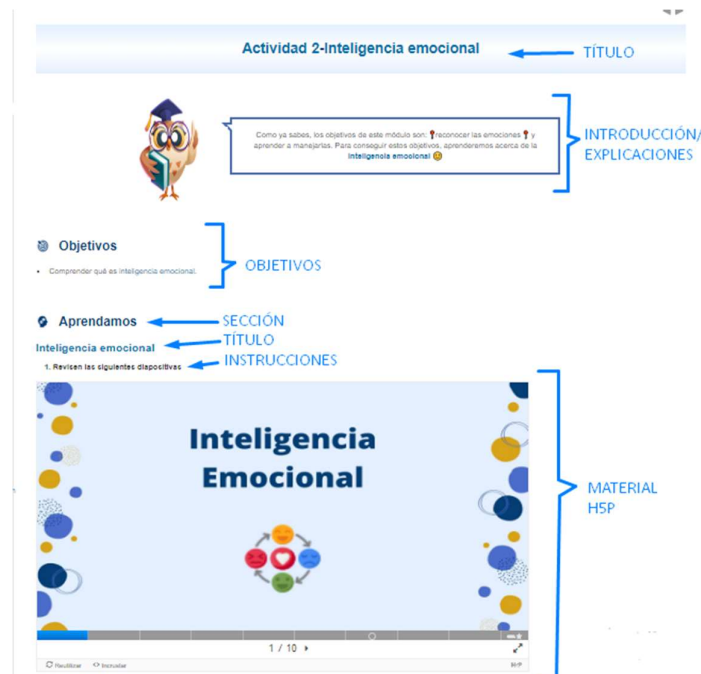 Actividad 2-Inteligencia emocional
TÍTULO
Como ya sabes, los objetivos de este módulo son: reconocer las emociones y
aprender a manejarlas. Para conseguir estos objetivos, aprenderamos acerca de la
inteligencia emocional
INTRODUCCIÓN/
EXPLICACIONES
Objetivos
• Comprender qué es inteligencia emocional.
OBJETIVOS
Aprendamos
SECCIÓN
Inteligencia emocional
TÍTULO
1. Revisen las siguientes diapositivas
INSTRUCCIONES
Inteligencia
Emocional
MATERIAL
H5P
1 / 10
Reutilizar <> Incrustar
H5P